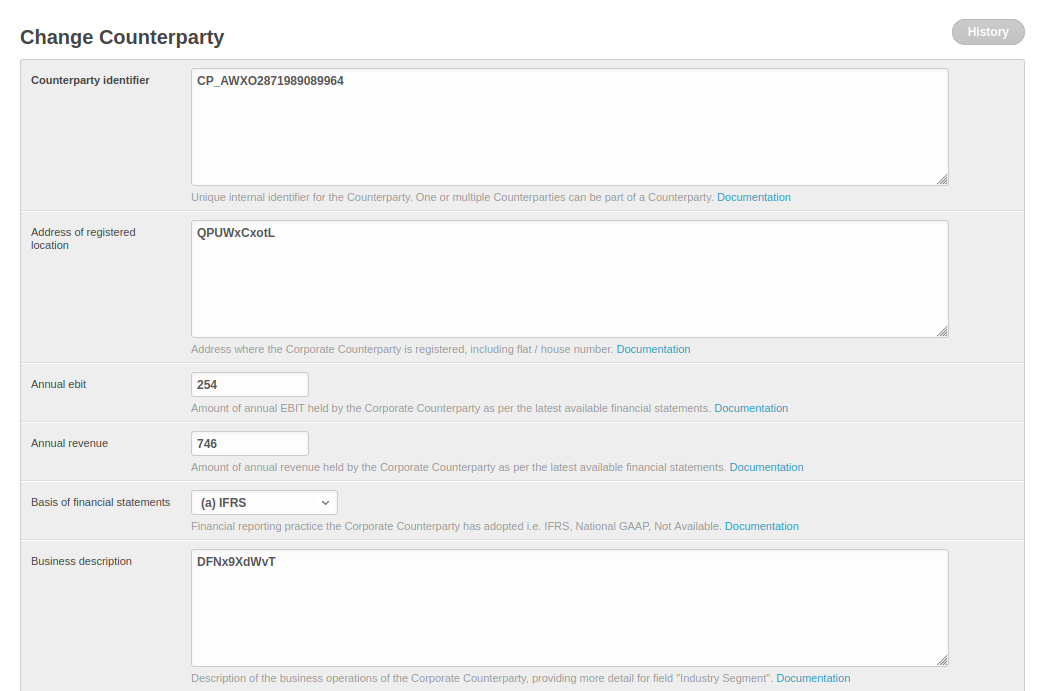 Change Counterparty
History
Counterparty identifier
CP_AWXO2871989089964
Unique internal identifier for the Counterparty. One or multiple Counterparties can be part of a Counterparty. Documentation
Address of registered
location
QPUWxCxotL
Address where the Corporate Counterparty is registered, including flat / house number. Documentation
Annual ebit
254
Amount of annual EBIT held by the Corporate Counterparty as per the latest available financial statements. Documentation
Annual revenue
746
Amount of annual revenue held by the Corporate Counterparty as per the latest available financial statements. Documentation
Basis of financial statements
(a) IFRS
Financial reporting practice the Corporate Counterparty has adopted i.e. IFRS, National GAAP, Not Available. Documentation
Business description
DFNx9XdWvT
Description of the business operations of the Corporate Counterparty, providing more detail for field "Industry Segment". Documentation